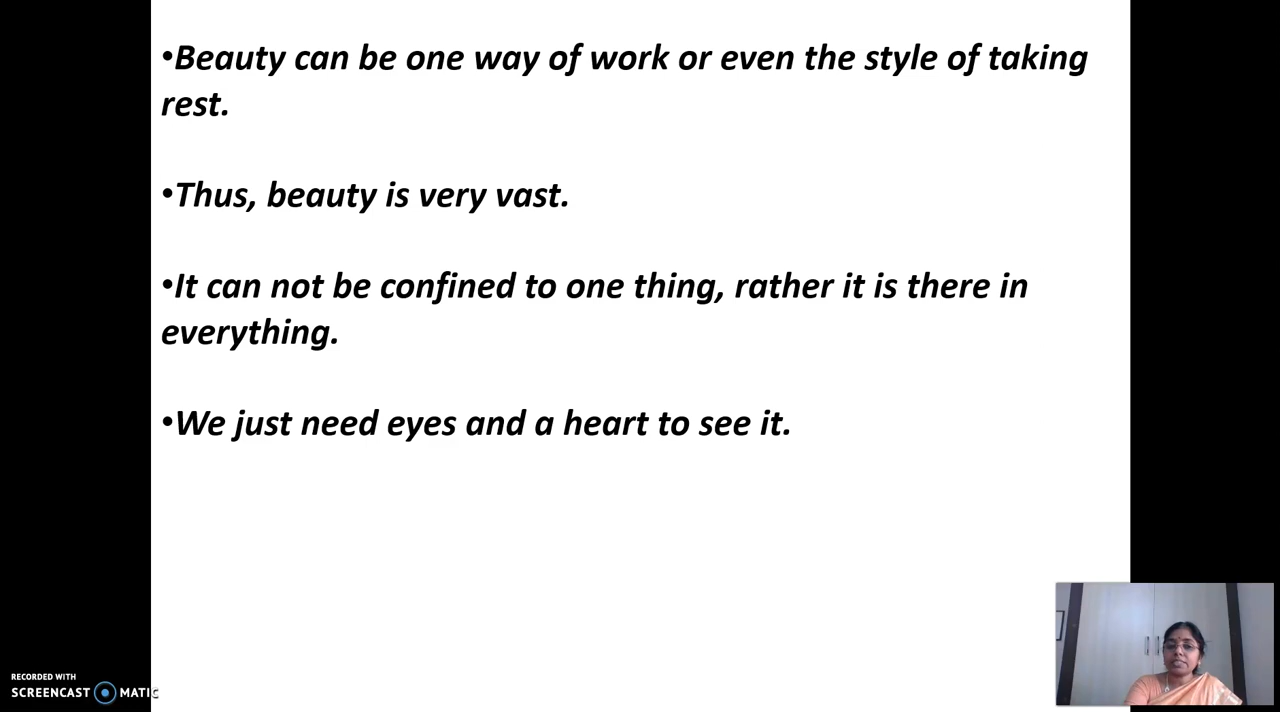 •Beauty can be one way of work or even the style of taking
rest.
•Thus, beauty is very vast.
•It can not be confined to one thing, rather it is there in
everything.
•We just need eyes and a heart to see it.
RECORDED WITH
SCREENCAST MATIC